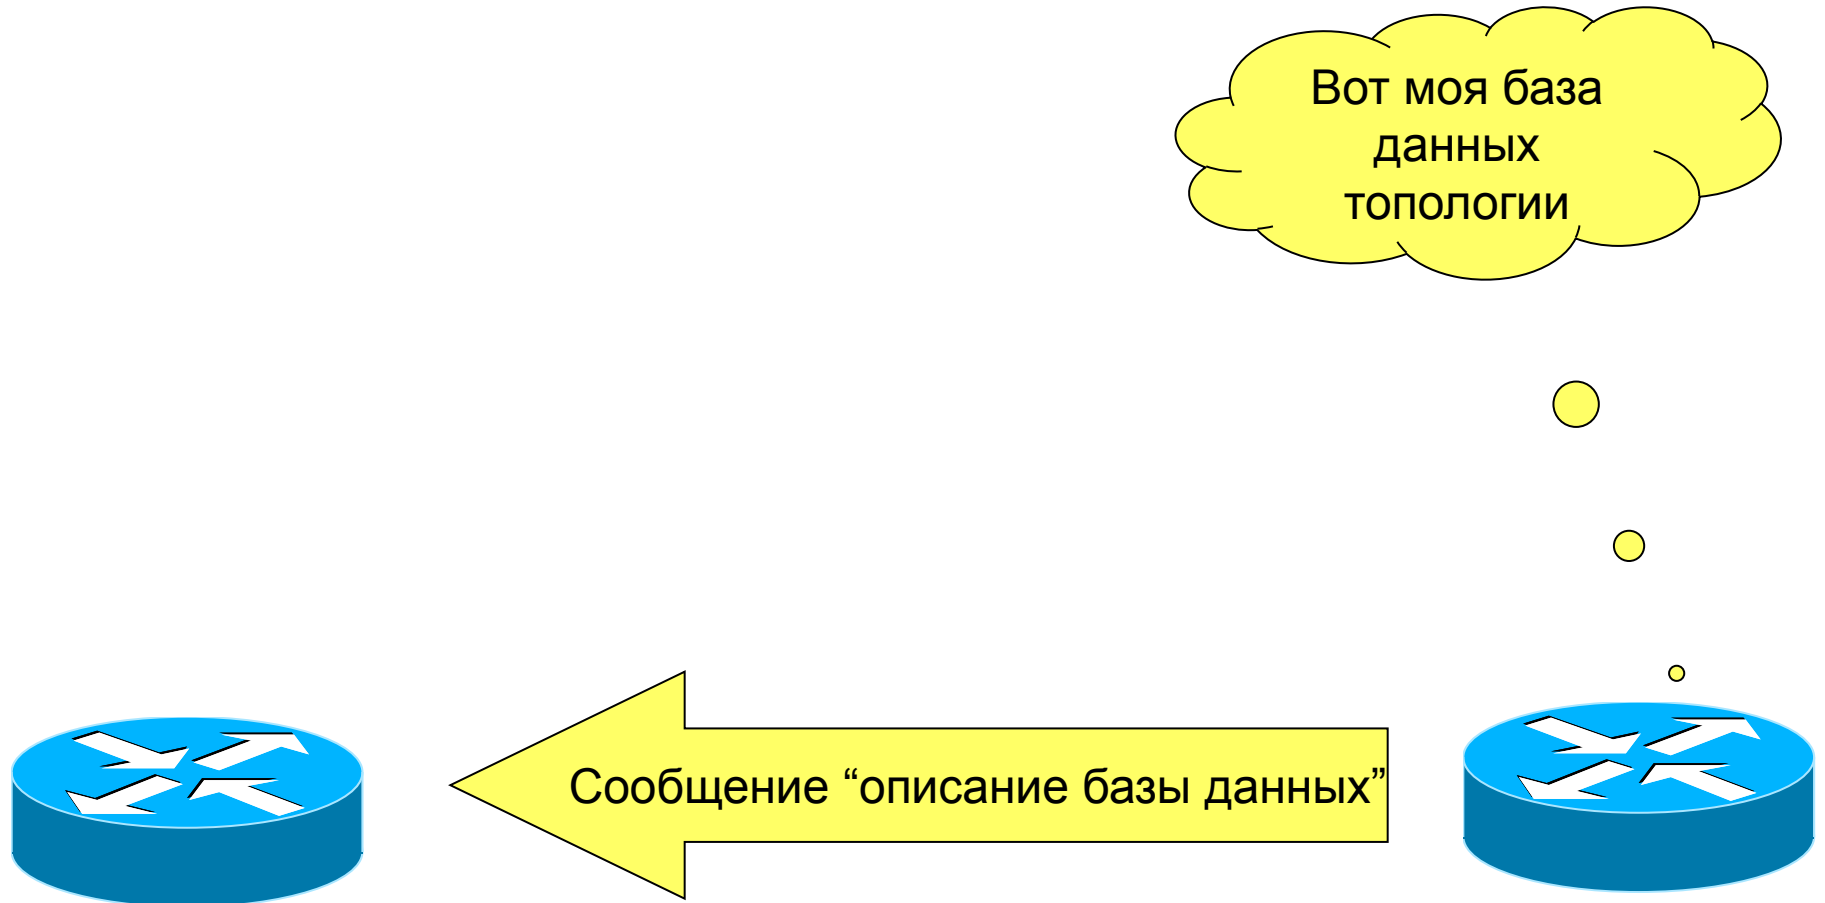 Вот моя база
данных
топологии
Сообщение “описание базы данных”